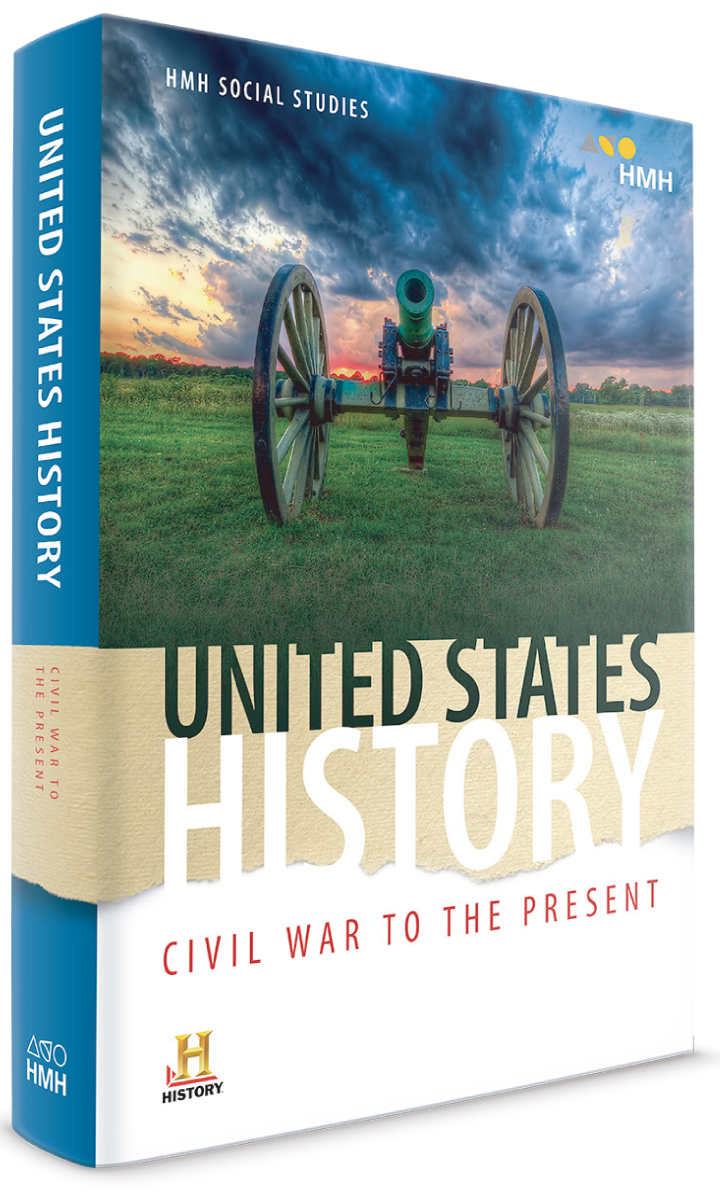 UNITED STATES HISTORY
CIVIL WAR TO
THE PRESENT
HMH
HMH SOCIAL STUDIES
HMH
UNITED STATES
HISTORY
CIVIL WAR TO THE PRESENT
H
HISTORY